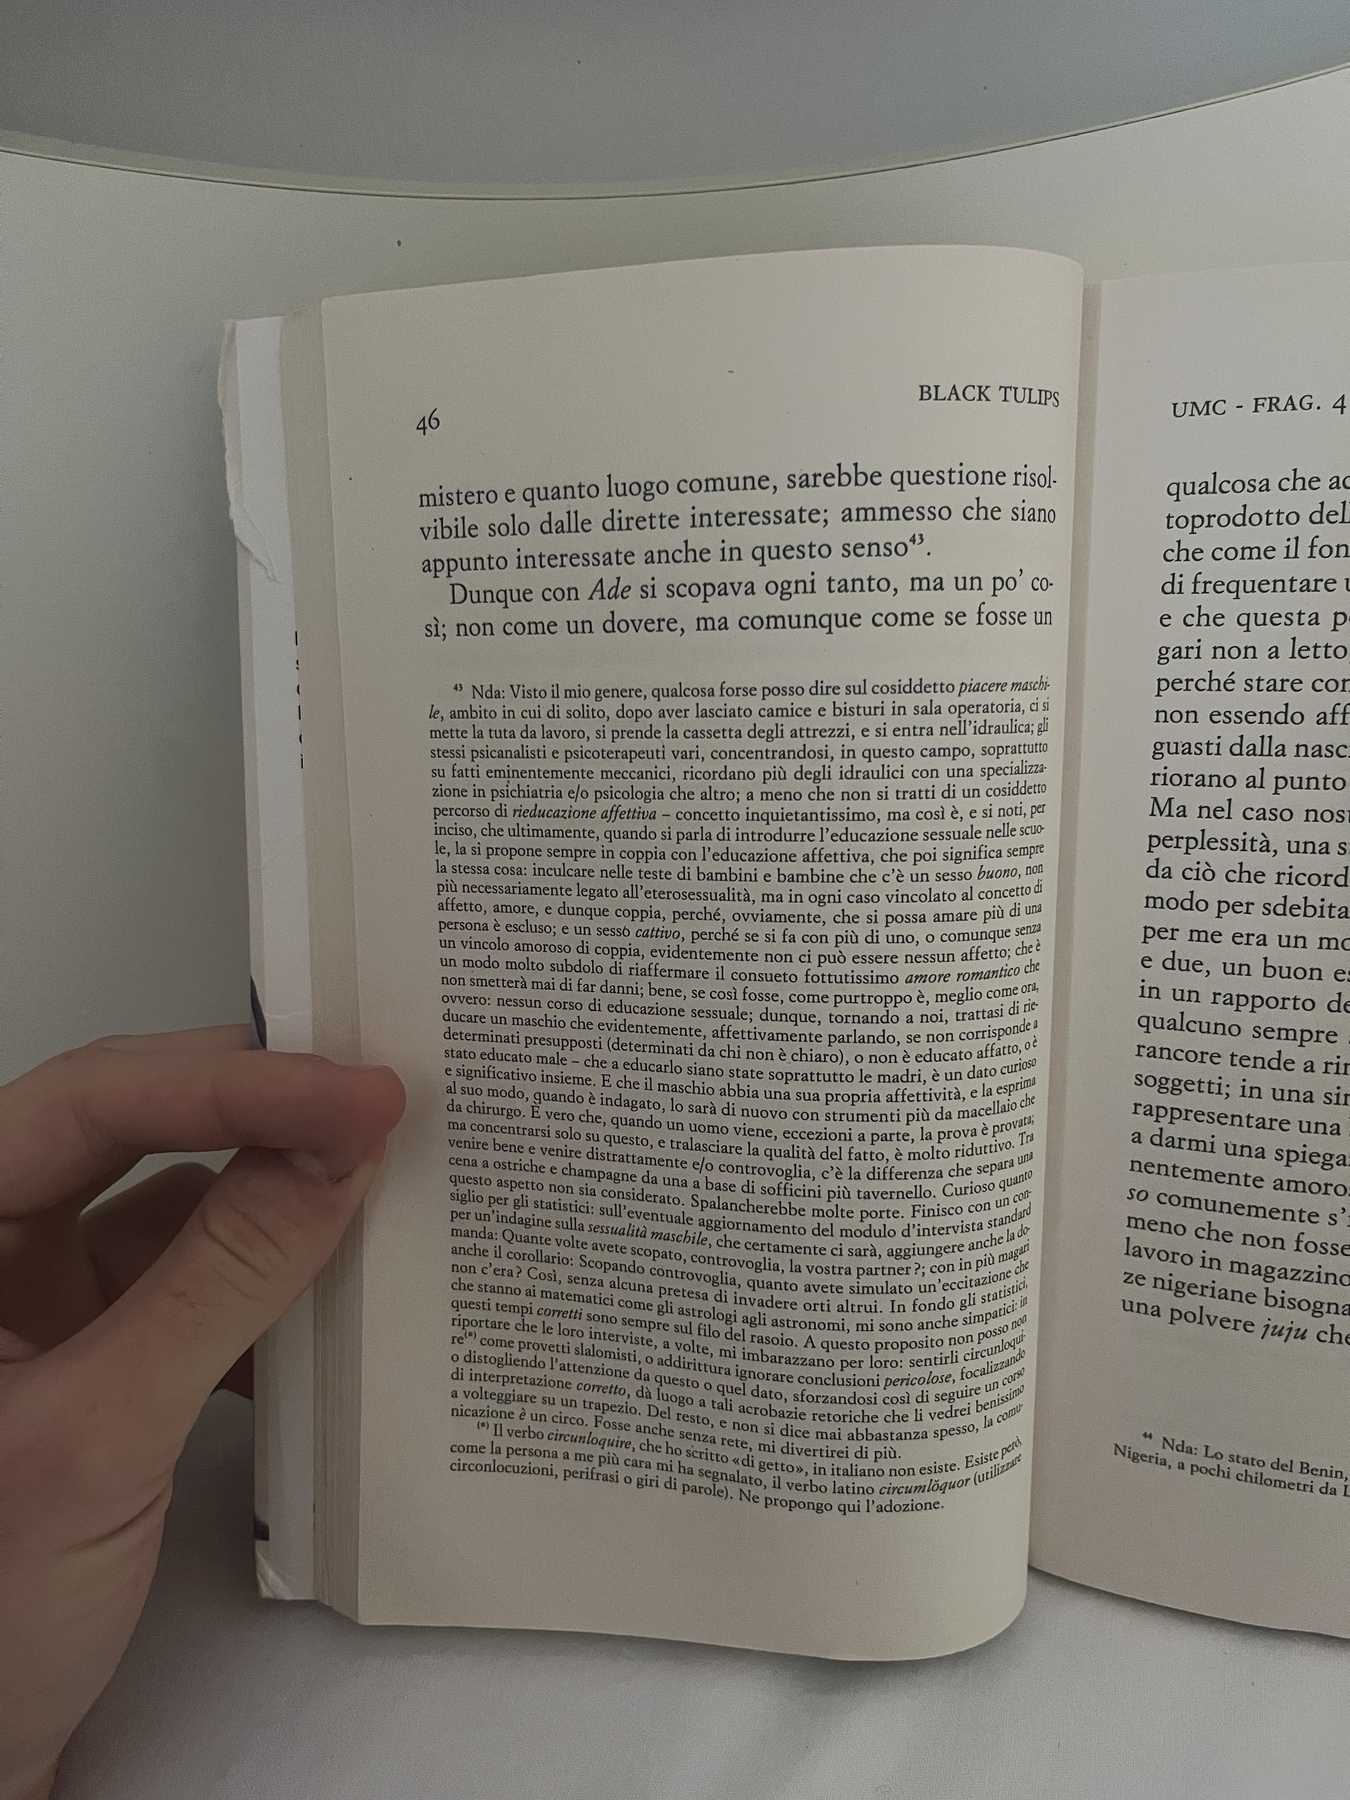 46
BLACK TULIPS
mistero e quanto luogo comune, sarebbe questione risol-
vibile solo dalle dirette interessate; ammesso che siano
appunto interessate anche in questo senso⁴³.
Dunque con Ade si scopava ogni tanto, ma un po’ co-
sì; non come un dovere, ma comunque come se fosse un
⁴³ Nda: Visto il mio genere, qualcosa forse posso dire sul cosiddetto piacere maschi-
le, ambito in cui di solito, dopo aver lasciato camice e bisturi in sala operatoria, ci si
mette la tuta da lavoro, si prende la cassetta degli attrezzi, e si entra nell’idraulica; gli
stessi psicanalisti e psicoterapeuti vari, concentrandosi, in questo campo, soprattutto
su fatti eminentemente meccanici, ricordano più degli idraulici con una specializza-
zione in psichiatria e/o psicologia che altro; a meno che non si tratti di un cosiddetto
percorso di rieducazione affettiva – concetto inquietantissimo, ma così è, e si noti, per
inciso, che ultimamente, quando si parla di introdurre l’educazione sessuale nelle scuo-
le, la si propone sempre in coppia con l’educazione affettiva, che poi significa sempre
la stessa cosa: inculcare nelle teste di bambini e bambine che c’è un sesso buono, non
più necessariamente legato all’eterosessualità, ma in ogni caso vincolato al concetto di
affetto, amore, e dunque coppia, perché, ovviamente, che si possa amare più di una
persona è escluso; e un sesso cattivo, perché se si fa con più di uno, o comunque senza
un vincolo amoroso di coppia, evidentemente non ci può essere nessun affetto; che è
un modo molto subdolo di riaffermare il consueto fottutissimo amore romantico che
non smetterà mai di far danni; bene, se così fosse, come purtroppo è, meglio come ora,
ovvero: nessun corso di educazione sessuale; dunque, tornando a noi, trattasi di rie-
ducare un maschio che evidentemente, affettivamente parlando, se non corrisponde a
determinati presupposti (determinati da chi non è chiaro), o non è educato affatto, o è
stato educato male – che a educarlo siano state soprattutto le madri, è un dato curioso
e significativo insieme. E che il maschio abbia una sua propria affettività, e la esprima
al suo modo, quando è indagato, lo sarà di nuovo con strumenti più da macellaio che
da chirurgo. È vero che, quando un uomo viene, eccezioni a parte, la prova è provata;
ma concentrarsi solo su questo, e tralasciare la qualità del fatto, è molto riduttivo. Tra
venire bene e venire distrattamente e/o controvoglia, c’è la differenza che separa una
cena a ostriche e champagne da una a base di sofficini più tavernello. Curioso quanto
questo aspetto non sia considerato. Spalancherebbe molte porte. Finisco con un con-
siglio per gli statistici: sull’eventuale aggiornamento del modulo d’intervista standard
per un’indagine sulla sessualità maschile, che certamente ci sarà, aggiungere anche la do-
manda: Quante volte avete scopato, controvoglia, la vostra partner?; con in più magari
anche il corollario: Scopando controvoglia, quanto avete simulato un’eccitazione che
non c’era? Così, senza alcuna pretesa di invadere orti altrui. In fondo gli statistici,
che stanno ai matematici come gli astrologi agli astronomi, mi sono anche simpatici: in
questi tempi corretti sono sempre sul filo del rasoio. A questo proposito non posso non
riportare che le loro interviste, a volte, mi imbarazzano per loro: sentirli circunloqui-
re⁽*⁾ come provetti slalomisti, o addirittura ignorare conclusioni pericolose, focalizzando
o distogliendo l’attenzione da questo o quel dato, sforzandosi così di seguire un corso
di interpretazione corretto, dà luogo a tali acrobazie retoriche che li vedrei benissimo
a volteggiare su un trapezio. Del resto, e non si dice mai abbastanza spesso, la comu-
nicazione è un circo. Fosse anche senza rete, mi divertirei di più.
⁽*⁾ Il verbo circunloquire, che ho scritto «di getto», in italiano non esiste. Esiste però,
come la persona a me più cara mi ha segnalato, il verbo latino circumlŏquor (utilizzare
circonlocuzioni, perifrasi o giri di parole). Ne propongo qui l’adozione.
UMC - FRAG. 4
qualcosa che
toprodotto
che come il
di frequentare
e che questa
gari non a letto,
perché stare
non essendo
guasti dalla
riorano al punto
Ma nel caso
perplessità, una
da ciò che
modo per
per me era un
e due, un buon
in un rapporto
qualcuno sempre
rancore tende a
soggetti; in una
rappresentare una
a darmi una
nentemente
so comunemente
meno che non fosse
lavoro in
ze nigeriane
una polvere juju
⁴⁴ Nda: Lo stato del Benin,
Nigeria, a pochi chilometri da